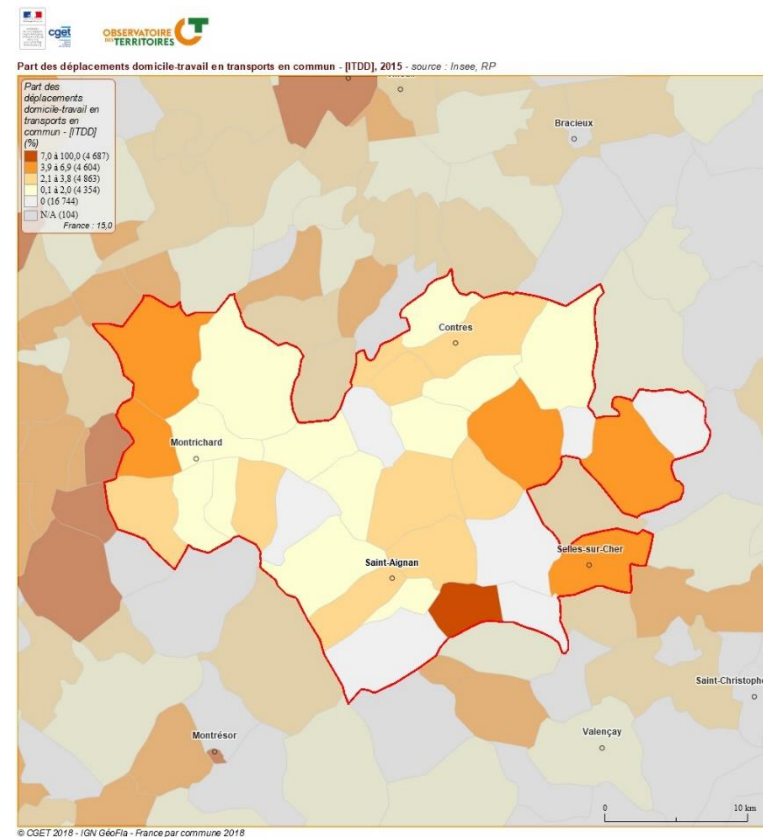 cget
OBSERVATOIRE
DES TERRITOIRES
Part des déplacements domicile-travail en transports en commun - [ITDD], 2015 - source : Insee, RP
Part des
déplacements
domicile-travail en
transports en
commun - [ITDD]
(%)
7,0 à 100,0 (4 687)
3,9 à 6,9 (4 604)
2,1 à 3,8 (4 863)
0,1 à 2,0 (4 354)
0 (16 744)
N/A (104)
France : 15,0
Bracieux
Contres
Montrichard
Selles-sur-Cher
Saint-Aignan
Saint-Christophe
Montrésor
Valençay
0
10 km
© CGET 2018 - IGN GéoFla - France par commune 2018